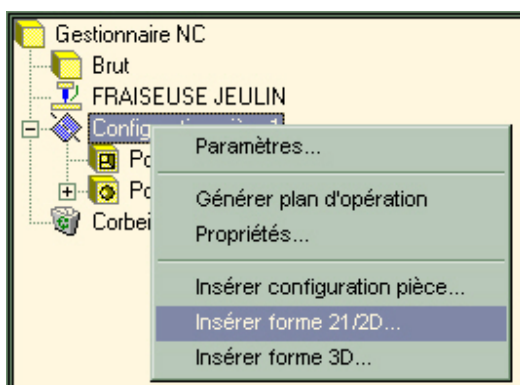 Gestionnaire NC
Brut
FRAISEUSE JEULIN
Paramètres...
Générer plan d'opération
Propriétés...
Insérer configuration pièce...
Insérer forme 21/2D...
Insérer forme 3D...